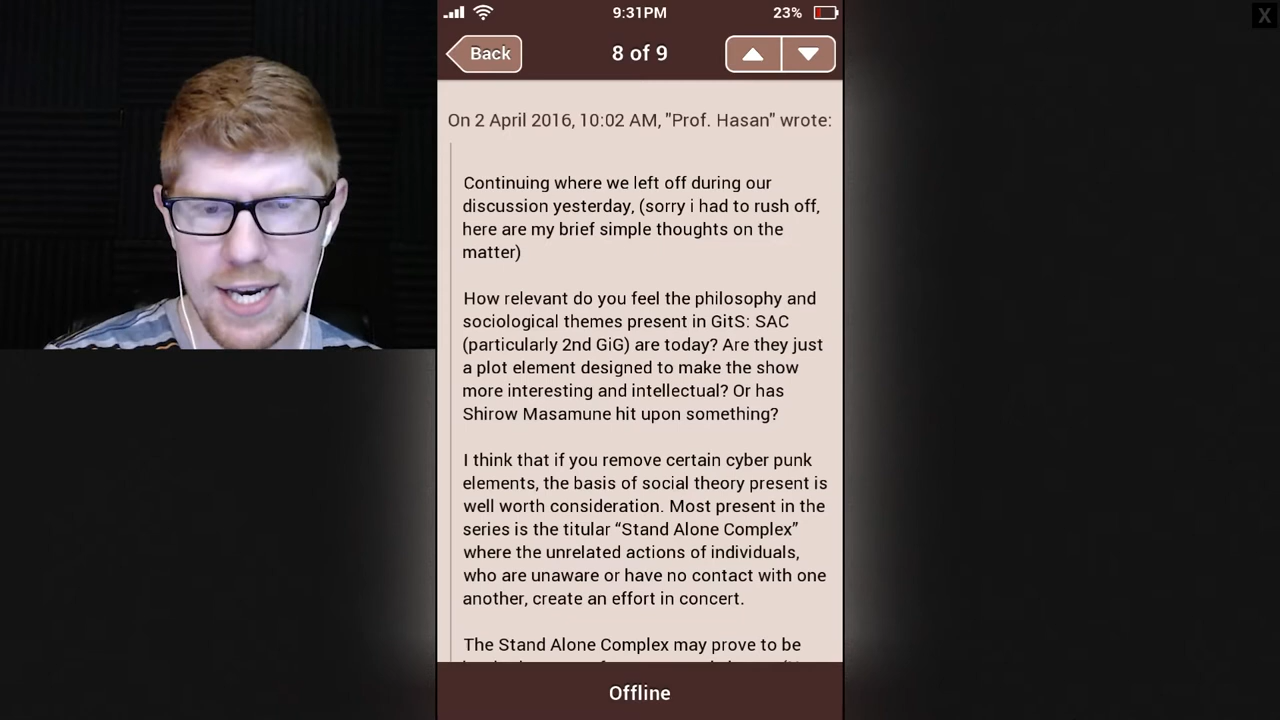 9:31PM
23%
X
Back
8 of 9
On 2 April 2016, 10:02 AM, "Prof. Hasan" wrote:
Continuing where we left off during our
discussion yesterday, (sorry i had to rush off,
here are my brief simple thoughts on the
matter)
How relevant do you feel the philosophy and
sociological themes present in GitS: SAC
(particularly 2nd GiG) are today? Are they just
a plot element designed to make the show
more interesting and intellectual? Or has
Shirow Masamune hit upon something?
I think that if you remove certain cyber punk
elements, the basis of social theory present is
well worth consideration. Most present in the
series is the titular “Stand Alone Complex”
where the unrelated actions of individuals,
who are unaware or have no contact with one
another, create an effort in concert.
The Stand Alone Complex may prove to be
Offline